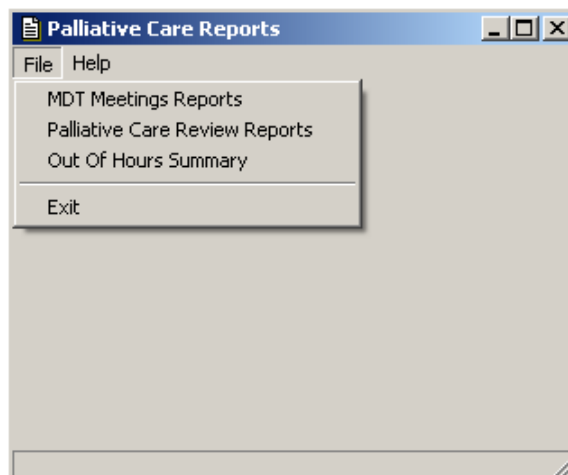 Palliative Care Reports
File Help
MDT Meetings Reports
Palliative Care Review Reports
Out Of Hours Summary
Exit